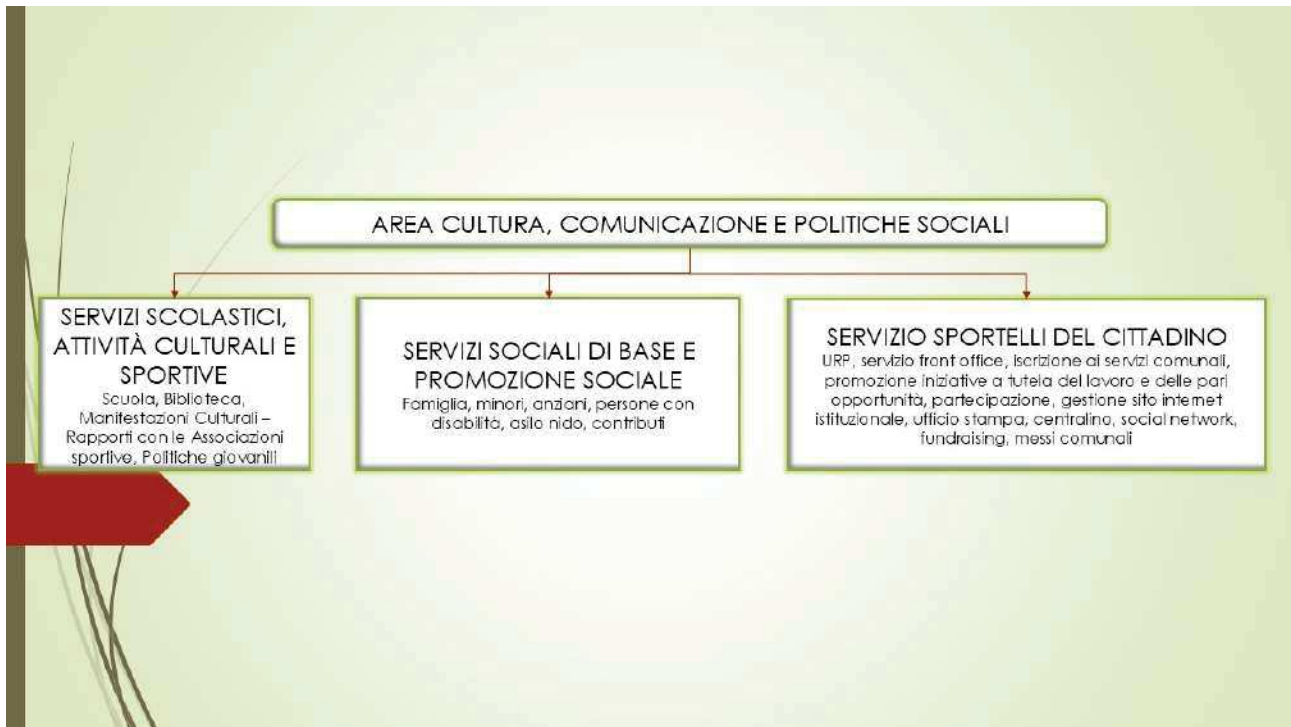 AREA CULTURA, COMUNICAZIONE E POLITICHE SOCIALI
SERVIZI SCOLASTICI,
ATTIVITÀ CULTURALI E
SPORTIVE
Scuola, Biblioteca,
Manifestazioni Culturali –
Rapporti con le Associazioni
sportive, Politiche giovanili
SERVIZI SOCIALI DI BASE E
PROMOZIONE SOCIALE
Famiglia, minori, anziani, persone con
disabilità, asilo nido, contributi
SERVIZIO SPORTELLI DEL CITTADINO
URP, servizio front office, iscrizione ai servizi comunali,
promozione iniziative a tutela del lavoro e delle pari
opportunità, partecipazione, gestione sito internet
istituzionale, ufficio stampa, centralino, social network,
fundraising, messi comunali